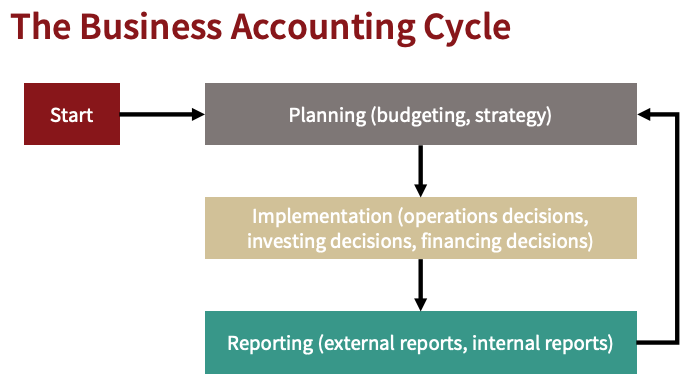 The Business Accounting Cycle
Start
Planning (budgeting, strategy)
Implementation (operations decisions,
investing decisions, financing decisions)
Reporting (external reports, internal reports)